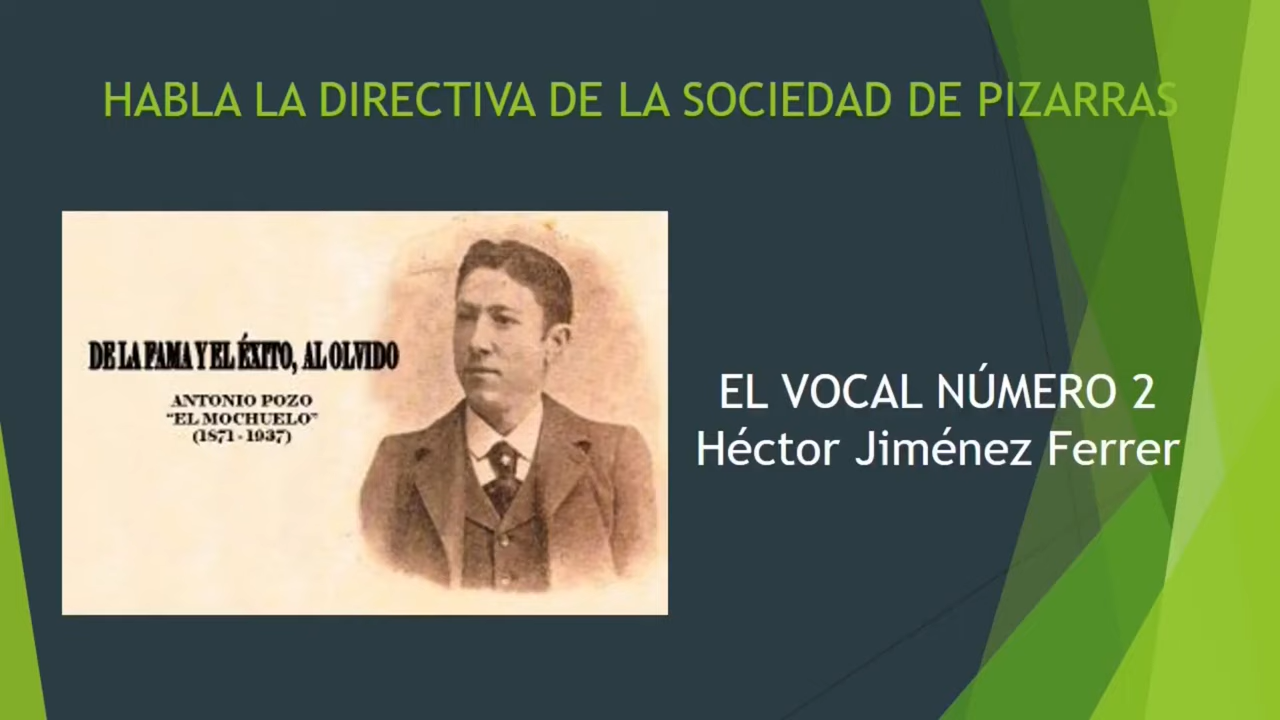 HABLA LA DIRECTIVA DE LA SOCIEDAD DE PIZARRAS
DE LA FAMA Y EL ÉXITO, AL OLVIDO
ANTONIO POZO
“EL MOCHUELO”
(1871 - 1937)
EL VOCAL NÚMERO 2
Héctor Jiménez Ferrer